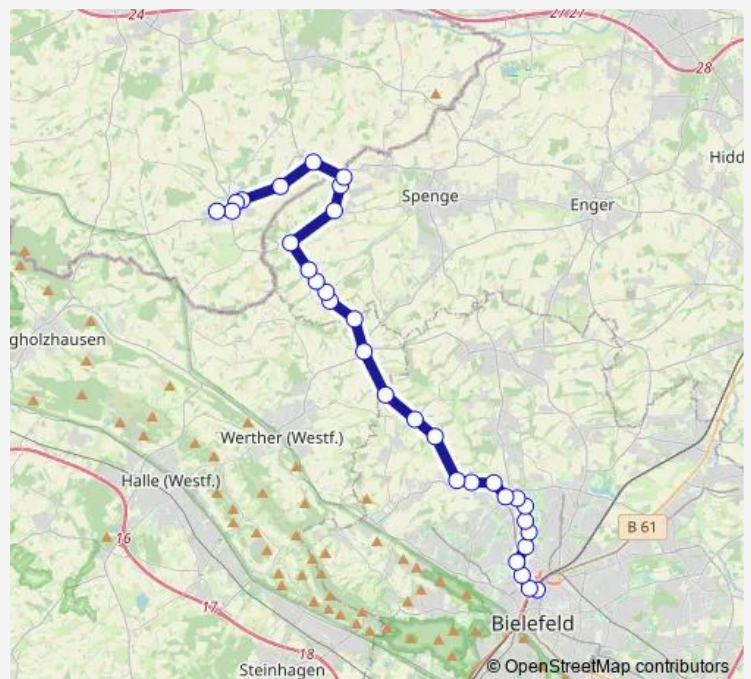 24
27 27
28
Hidd
Spenge
Enger
gholzhausen
Werther (Westf.)
Halle (Westf.)
16
B 61
17
Bielefeld
18
Steinhagen
© OpenStreetMap contributors